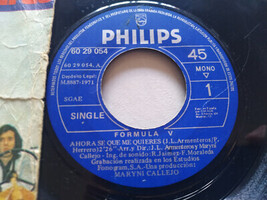 PHILIPS
60 29 054
60 29 054 A.
45
MONO
1
Depósito Legal
M.8887-1971
SGAE
SINGLE
FORMULA V
AHORA SE QUE ME QUIERES (J.L. Armenteros/P.
Herrero) 2'26"-Arr. y Dir.: J.L. Armenteros y Maryni
Callejo - Ing. de sonido: R. Jaimez-F. Moraleda
Grabación realizada en los Estudios
Fonogram, S.A.-Una producción:
MARYNI CALLEJO